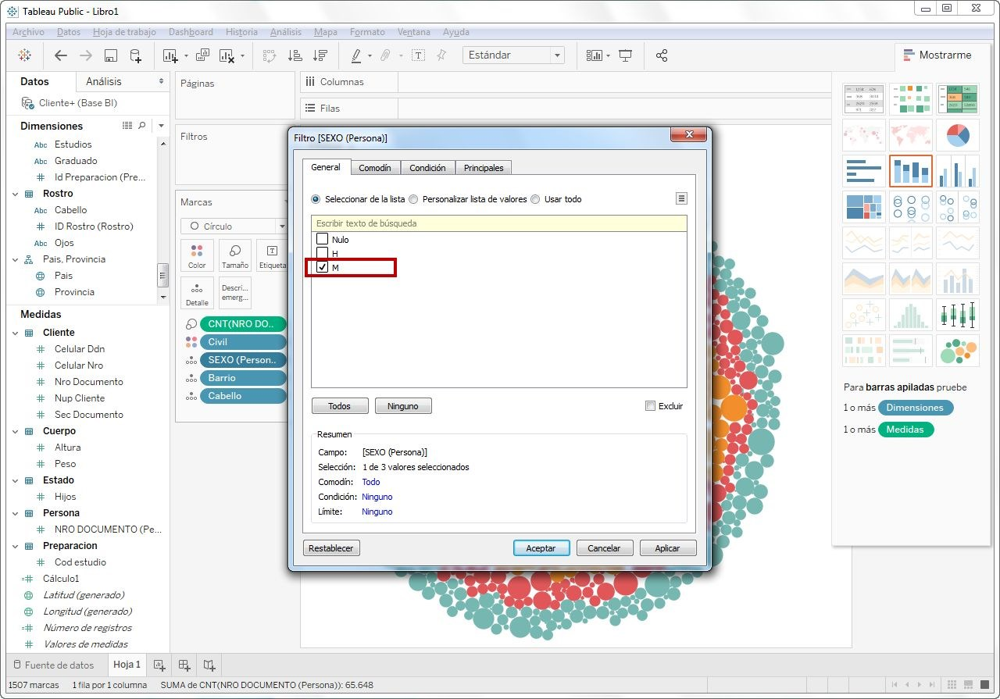 Tableau Public - Libro1
Archivo Datos Hoja de trabajo Dashboard Historia Análisis Mapa Formato Ventana Ayuda
Estándar
Mostrarme
Datos
Análisis
Cliente+ (Base BI)
Dimensiones
Abc Estudios
Abc Graduado
Id Preparacion (Pre...
Rostro
Abc Cabello
ID Rostro (Rostro)
Abc Ojos
Pais, Provincia
Pais
Provincia
Medidas
Cliente
Celular Ddn
Celular Nro
Nro Documento
Nup Cliente
Sec Documento
Cuerpo
Altura
Peso
Estado
Hijos
Persona
NRO DOCUMENTO (Pe...
Preparacion
Cod estudio
Cálculo1
Latitud (generado)
Longitud (generado)
Número de registros
Valores de medidas
Páginas
Columnas
Filas
Filtros
Marcas
Círculo
Color
Tamaño
Etiqueta
Detalle
Descri...
emerg...
CNT(NRO DO..
Civil
SEXO (Person..
Barrio
Cabello
Filtro [SEXO (Persona)]
General
Comodín
Condición
Principales
Seleccionar de la lista
Personalizar lista de valores
Usar todo
Escribir texto de búsqueda
Nulo
H
M
Todos
Ninguno
Excluir
Resumen
Campo: [SEXO (Persona)]
Selección: 1 de 3 valores seleccionados
Comodín: Todo
Condición: Ninguno
Límite: Ninguno
Restablecer
Aceptar
Cancelar
Aplicar
Para barras apiladas pruebe
1 o más Dimensiones
1 o más Medidas
Fuente de datos
Hoja 1
1507 marcas 1 fila por 1 columna SUMA de CNT(NRO DOCUMENTO (Persona)): 65.648